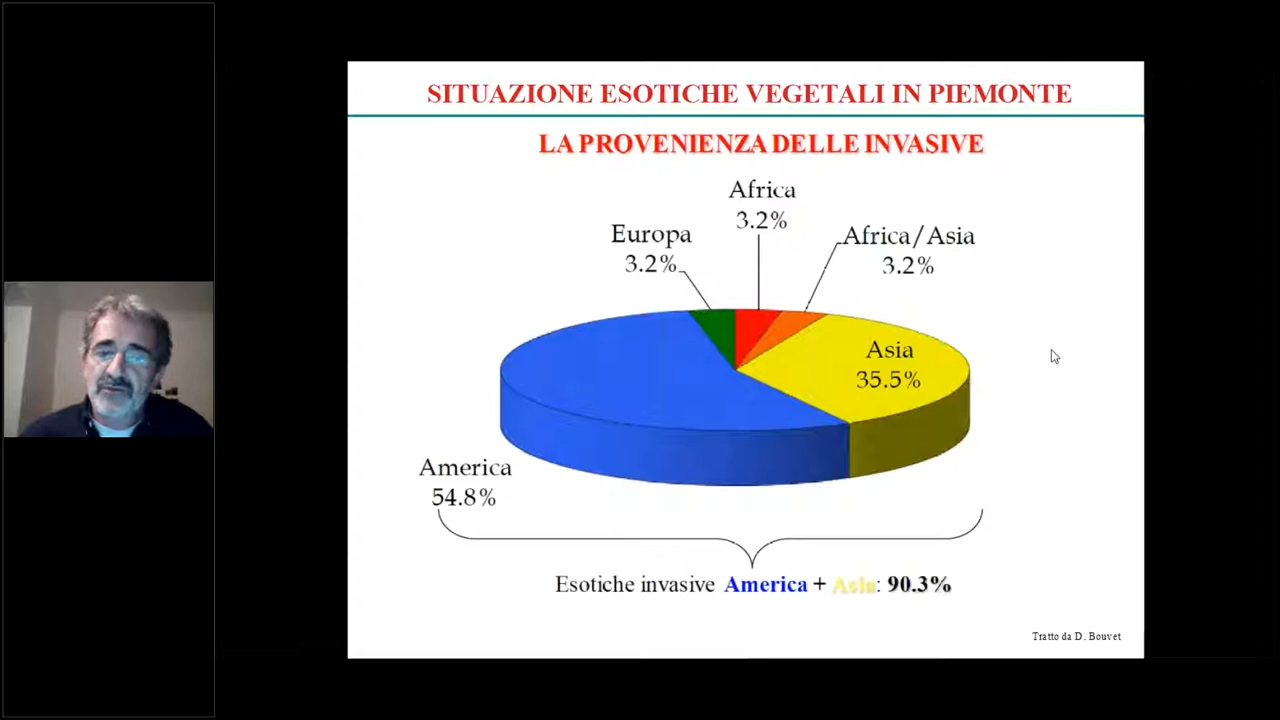 SITUAZIONE ESOTICHE VEGETALI IN PIEMONTE
LA PROVENIENZA DELLE INVASIVE
Africa
3.2%
Europa
3.2%
Africa/Asia
3.2%
Asia
35.5%
America
54.8%
Esotiche invasive America + Asia: 90.3%
Tratto da D. Bouvet